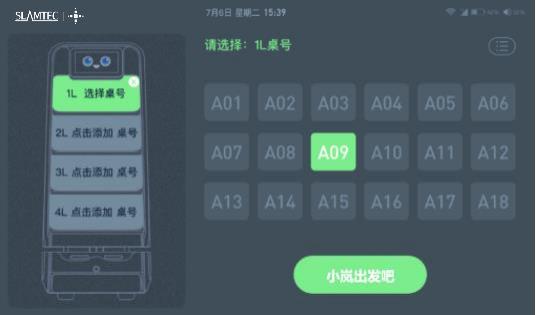 SLAMTEC
7月6日 星期二 15:39
请选择：1L桌号
1L 选择桌号
2L 点击添加 桌号
3L 点击添加 桌号
4L 点击添加 桌号
A01 A02 A03 A04 A05 A06
A07 A08 A09 A10 A11 A12
A13 A14 A15 A16 A17 A18
小岚出发吧